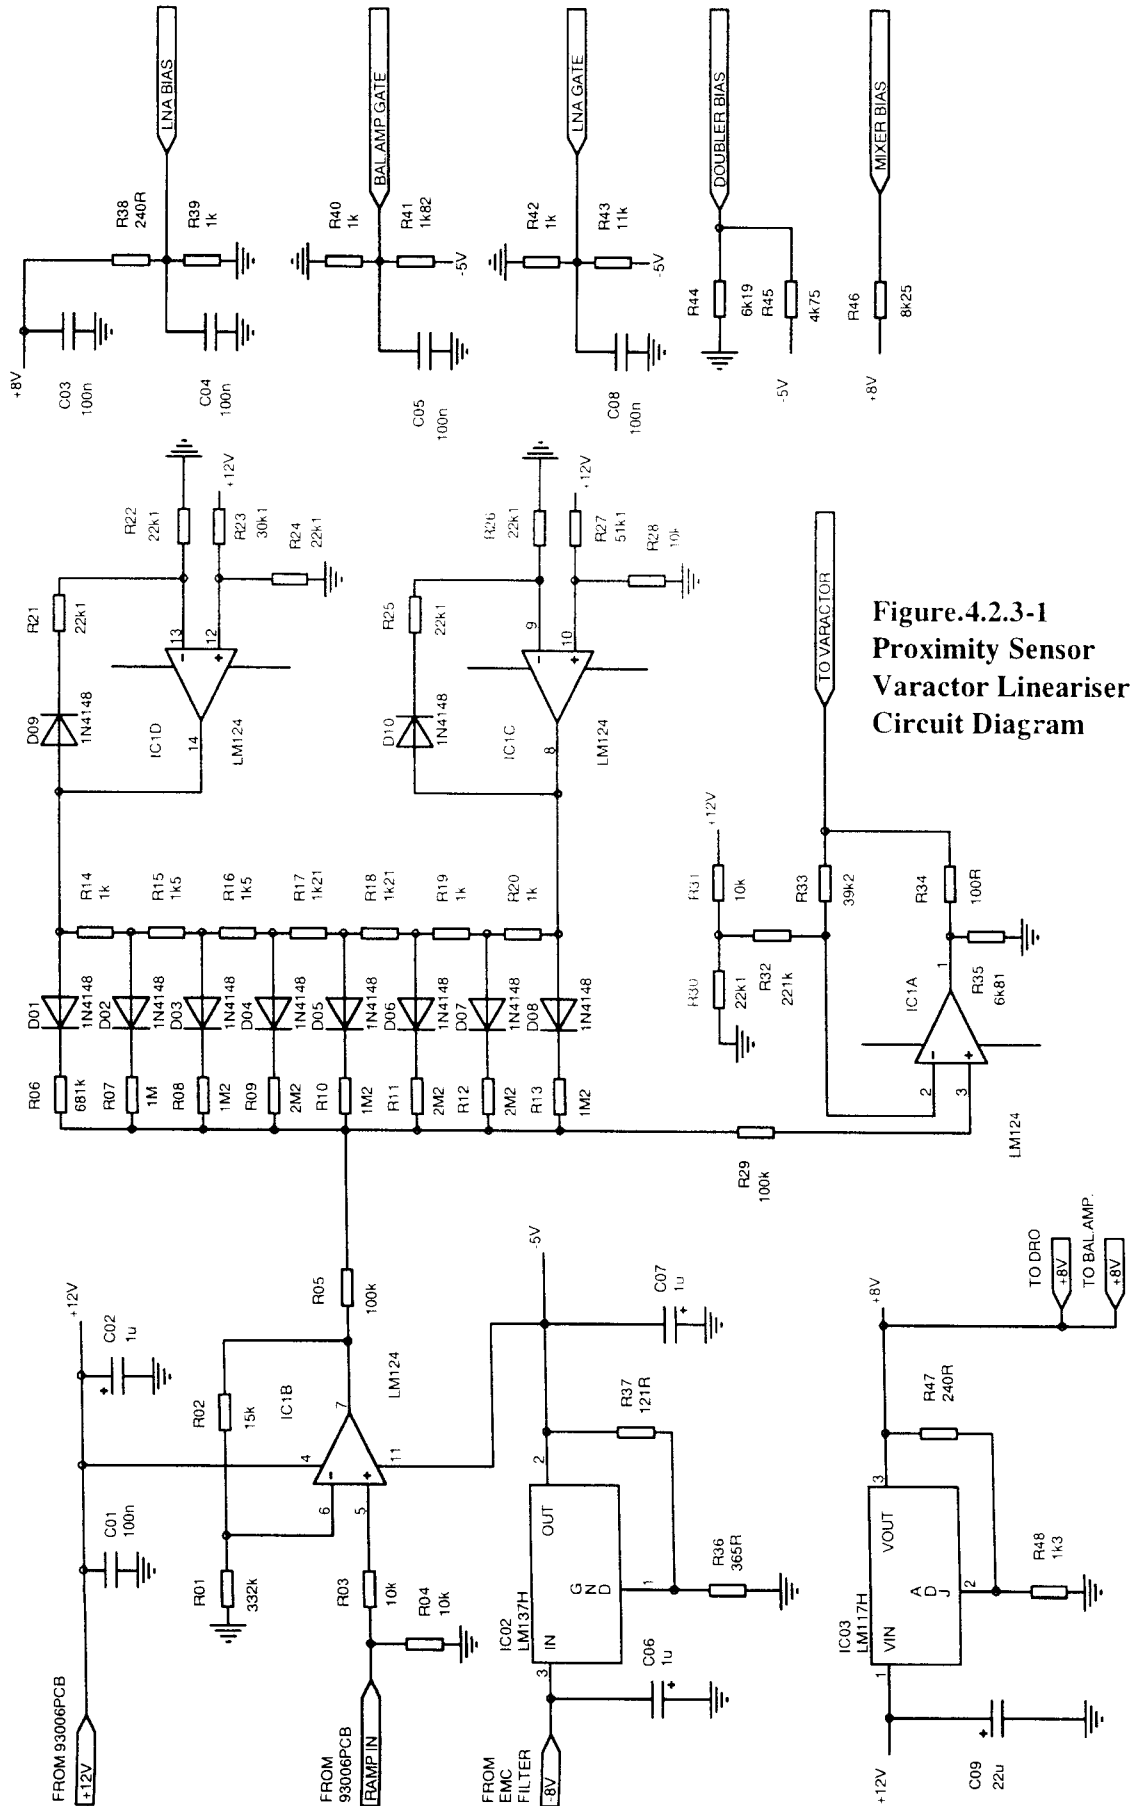 FROM 93006PCB
+12V
C01
100n
C02
1u
+12V
R01
332k
R02
15k
IC1B
LM124
4
6
5
7
11
R03
10k
R04
10k
FROM
93006PCB
RAMP IN
R05
100k
FROM
EMC
FILTER
-8V
C06
1u
IC02
LM137H
3
IN
OUT
GND
2
1
R36
365R
R37
121R
C07
1u
-5V
+12V
C09
22u
IC03
LM117H
1
VIN
VOUT
ADJ
3
2
R48
1k3
R47
240R
+8V
TO DRO
+8V
TO BAL.AMP.
+8V
R06
681k
R07
1M
R08
1M2
R09
2M2
R10
1M2
R11
2M2
R12
2M2
R13
1M2
D01
1N4148
D02
1N4148
D03
1N4148
D04
1N4148
D05
1N4148
D06
1N4148
D07
1N4148
D08
1N4148
R14
1k
R15
1k5
R16
1k5
R17
1k21
R18
1k21
R19
1k
R20
1k
D09
1N4148
R21
22k1
IC1D
LM124
14
13
12
R22
22k1
R23
30k1
+12V
R24
22k1
D10
1N4148
R25
22k1
IC1C
LM124
8
9
10
R26
22k1
R27
51k1
+12V
R28
10k
R29
100k
LM124
2
3
IC1A
1
R30
22k1
R31
10k
+12V
R32
221k
R33
39k2
R34
100R
R35
6k81
TO VARACTOR
+8V
C03
100n
C04
100n
R38
240R
R39
1k
LNA BIAS
C05
100n
R40
1k
R41
1k82
-5V
BAL.AMP GATE
C08
100n
R42
1k
R43
11k
-5V
LNA GATE
R44
6k19
R45
4k75
-5V
DOUBLER BIAS
+8V
R46
8k25
MIXER BIAS
Figure.4.2.3-1
Proximity Sensor
Varactor Lineariser
Circuit Diagram